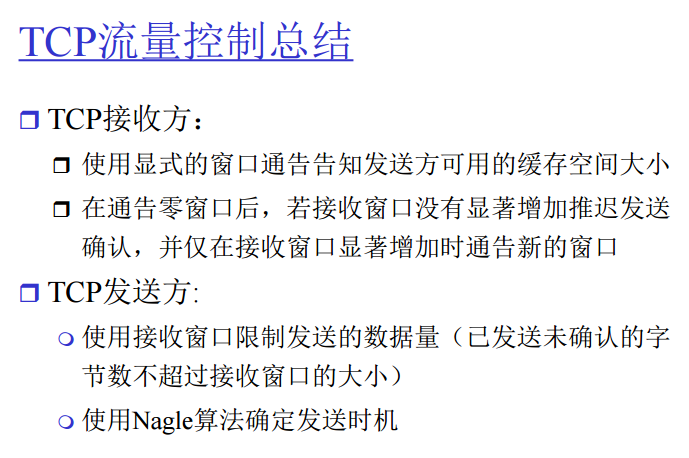 TCP流量控制总结
TCP接收方：
使用显式的窗口通告告知发送方可用的缓存空间大小
在通告零窗口后，若接收窗口没有显著增加推迟发送
确认，并仅在接收窗口显著增加时通告新的窗口
TCP发送方:
使用接收窗口限制发送的数据量（已发送未确认的字
节数不超过接收窗口的大小）
使用Nagle算法确定发送时机